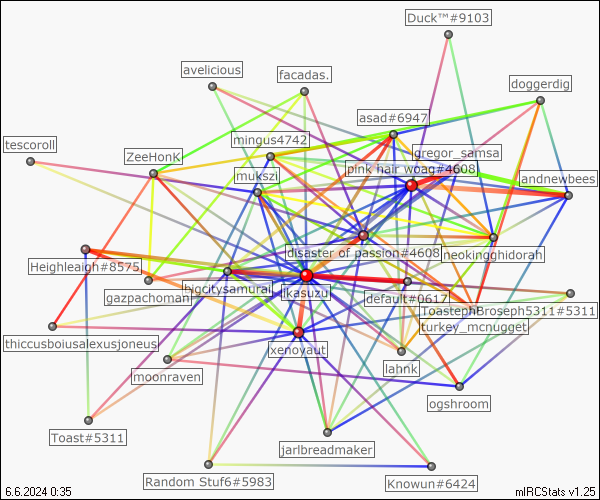 Duck™#9103
avelicious
facadas.
doggerdig
asad#6947
tescoroll
mingus4742
gregor_samsa
ZeeHonK
pink hair woag#4608
mukszi
andnewbees
disaster of passion#4608
neokingghidorah
Heighleaigh#8575
bigcitysamurai
ikasuzu
default#0617
gazpachoman
ToastephBroseph5311#5311
turkey_mcnugget
thiccusboiusalexusjoneus
xenoyaut
lahnk
moonraven
ogshroom
Toast#5311
jarlbreadmaker
Random Stuf6#5983
Knowun#6424
6.6.2024 0:35
mIRCStats v1.25